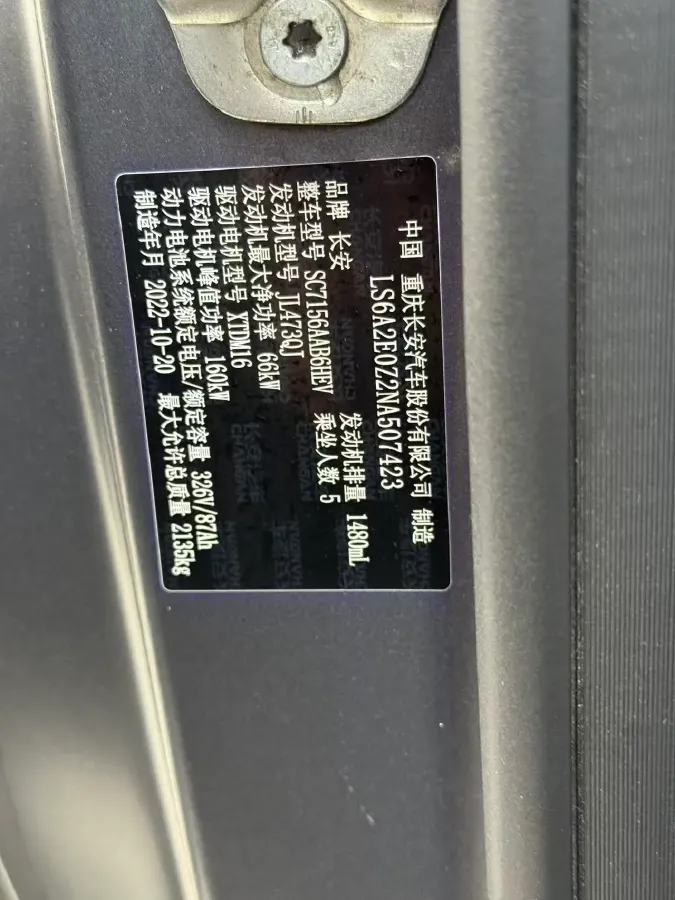 中国 重庆长安汽车股份有限公司 制造
LS6A2E0Z2NA507423
品牌 长安 发动机排量 1480mL
整车型号 SC7156AAB6HEV 乘坐人数 5
发动机型号 JL473QJ
发动机最大净功率 66kW
驱动电机型号 XTDM16
驱动电机峰值功率 160kW
动力电池系统额定电压/额定容量 326V/87Ah
制造年月 2022-10-20 最大允许总质量 2135kg